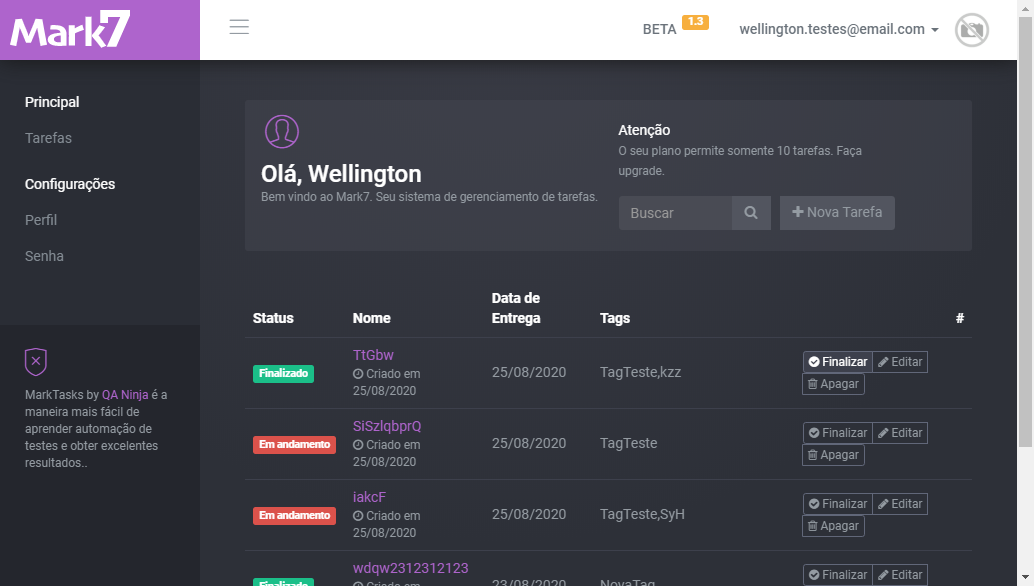 Mark7
BETA 1.3
wellington.testes@email.com
Principal
Tarefas
Configurações
Perfil
Senha
MarkTasks by QA Ninja é a
maneira mais fácil de
aprender automação de
testes e obter excelentes
resultados..
Olá, Wellington
Bem vindo ao Mark7. Seu sistema de gerenciamento de tarefas.
Atenção
O seu plano permite somente 10 tarefas. Faça
upgrade.
Buscar
Nova Tarefa
Status Nome Data de Entrega Tags #
Finalizado
TtGbw
Criado em
25/08/2020
25/08/2020
TagTeste,kzz
Finalizar Editar
Apagar
Em andamento
SiSzlqbprQ
Criado em
25/08/2020
25/08/2020
TagTeste
Finalizar Editar
Apagar
Em andamento
iakcF
Criado em
25/08/2020
25/08/2020
TagTeste,SyH
Finalizar Editar
Apagar
Finalizado
wdqw2312312123
Criado em
23/08/2020
NovaTag
Finalizar Editar